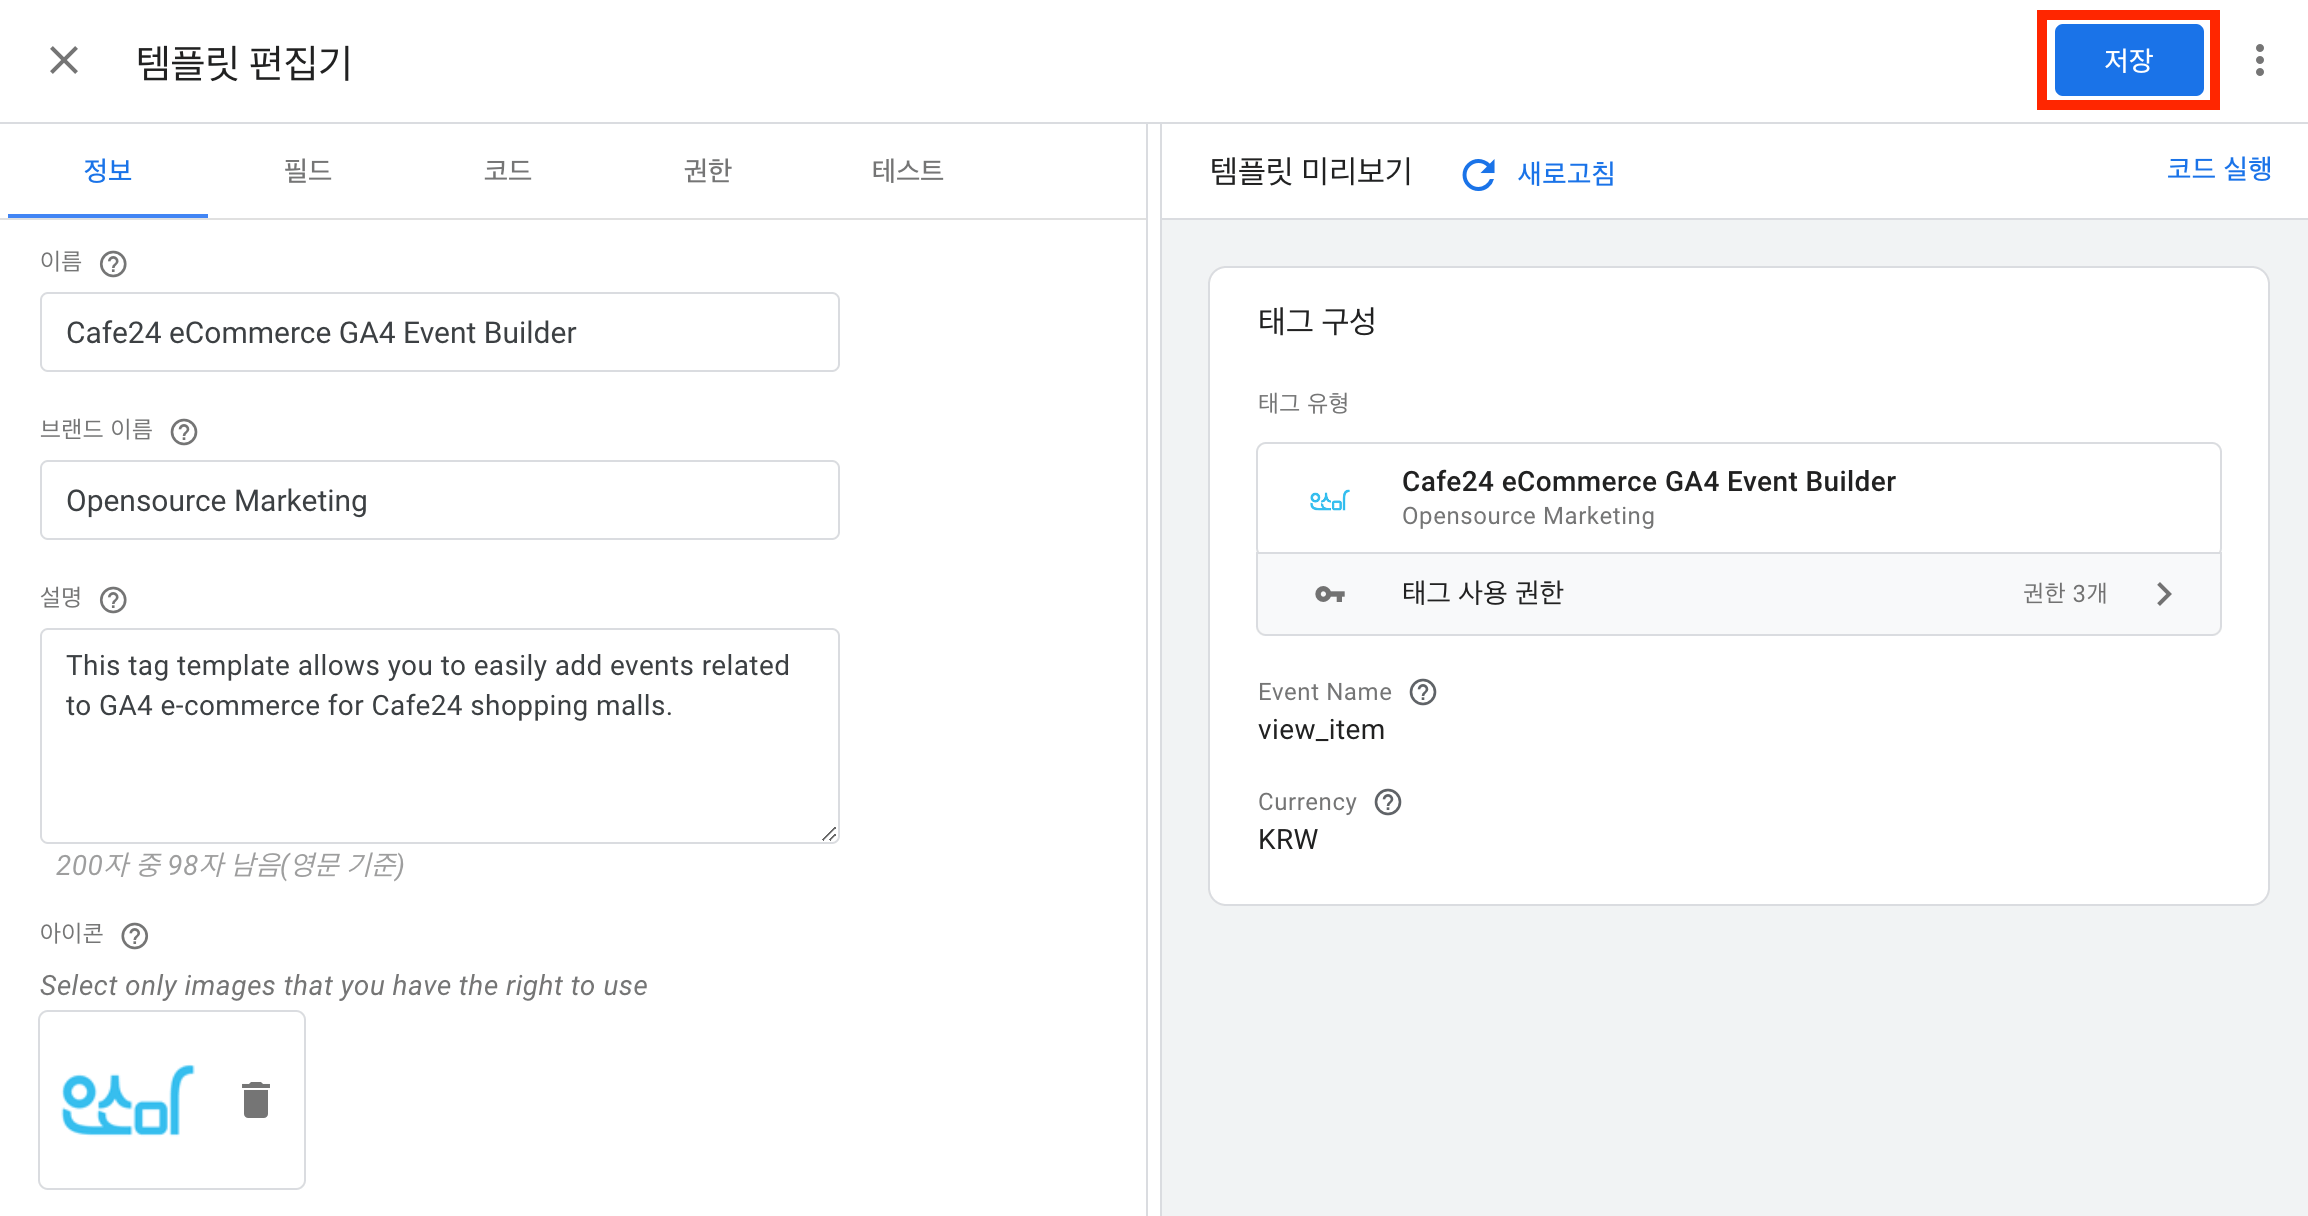 템플릿 편집기
저장
정보 필드 코드 권한 테스트
이름
Cafe24 eCommerce GA4 Event Builder
브랜드 이름
Opensource Marketing
설명
This tag template allows you to easily add events related
to GA4 e-commerce for Cafe24 shopping malls.
200자 중 98자 남음(영문 기준)
아이콘
Select only images that you have the right to use
오소마
템플릿 미리보기 새로고침 코드 실행
태그 구성
태그 유형
오소마
Cafe24 eCommerce GA4 Event Builder
Opensource Marketing
태그 사용 권한 권한 3개
Event Name
view_item
Currency
KRW